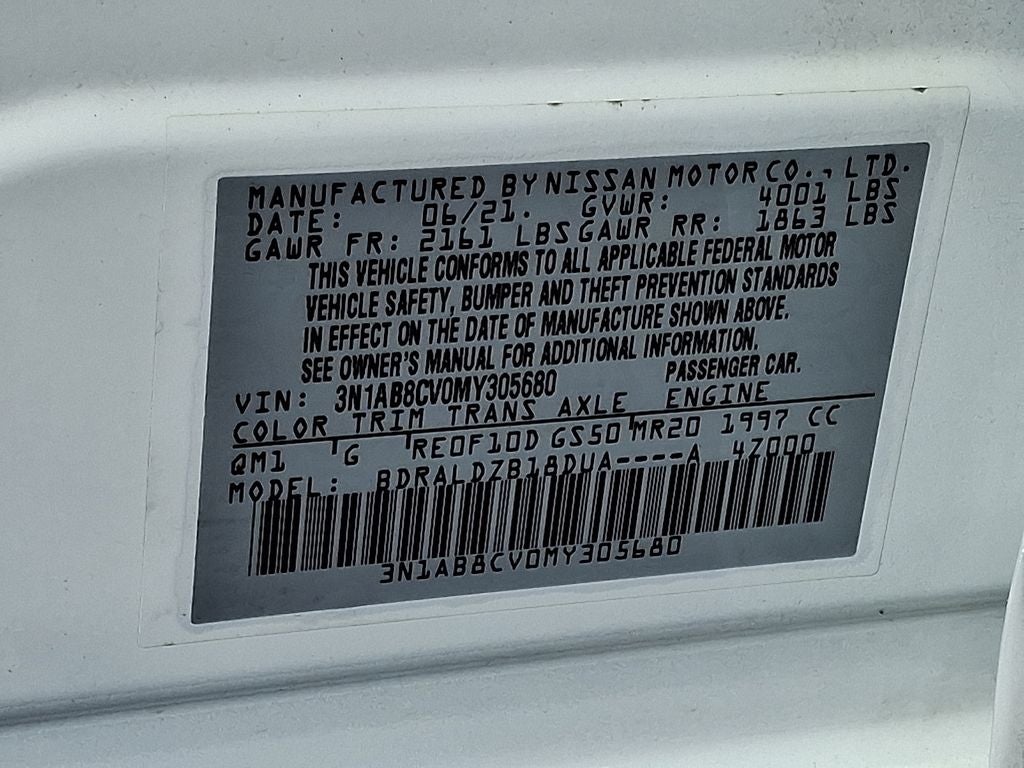 MANUFACTURED BY NISSAN MOTOR CO., LTD.
DATE: 06/21. GVWR: 4001 LBS
GAWR FR: 2161 LBS GAWR RR: 1863 LBS
THIS VEHICLE CONFORMS TO ALL APPLICABLE FEDERAL MOTOR
VEHICLE SAFETY, BUMPER AND THEFT PREVENTION STANDARDS
IN EFFECT ON THE DATE OF MANUFACTURE SHOWN ABOVE.
SEE OWNER'S MANUAL FOR ADDITIONAL INFORMATION.
VIN: 3N1AB8CV0MY305680 PASSENGER CAR.
COLOR TRIM TRANS AXLE ENGINE
QM1 G RE0F10D GS50 MR20 1997 CC
MODEL: BDRALDZB18DUA----A 4Z000
3N1AB8CV0MY305680